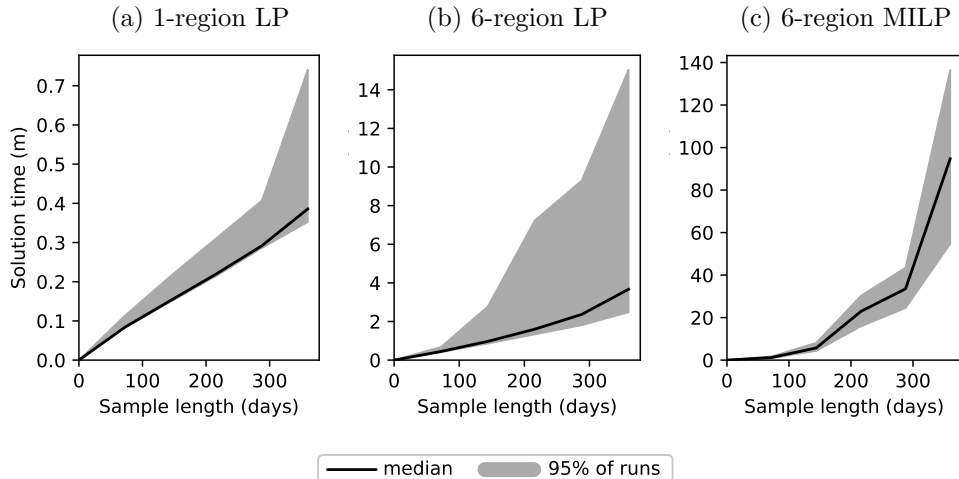 (a) 1-region LP
(b) 6-region LP
(c) 6-region MILP
Solution time (m)
0.7
0.6
0.5
0.4
0.3
0.2
0.1
0.0
0 100 200 300
Sample length (days)
14
12
10
8
6
4
2
0
0 100 200 300
Sample length (days)
140
120
100
80
60
40
20
0
0 100 200 300
Sample length (days)
median 95% of runs